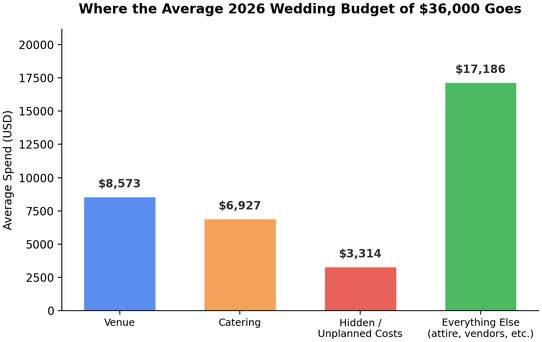 Where the Average 2026 Wedding Budget of $36,000 Goes
Average Spend (USD)
20000
17500
15000
12500
10000
7500
5000
2500
0
$8,573
$6,927
$3,314
$17,186
Venue
Catering
Hidden /
Unplanned Costs
Everything Else
(attire, vendors, etc.)